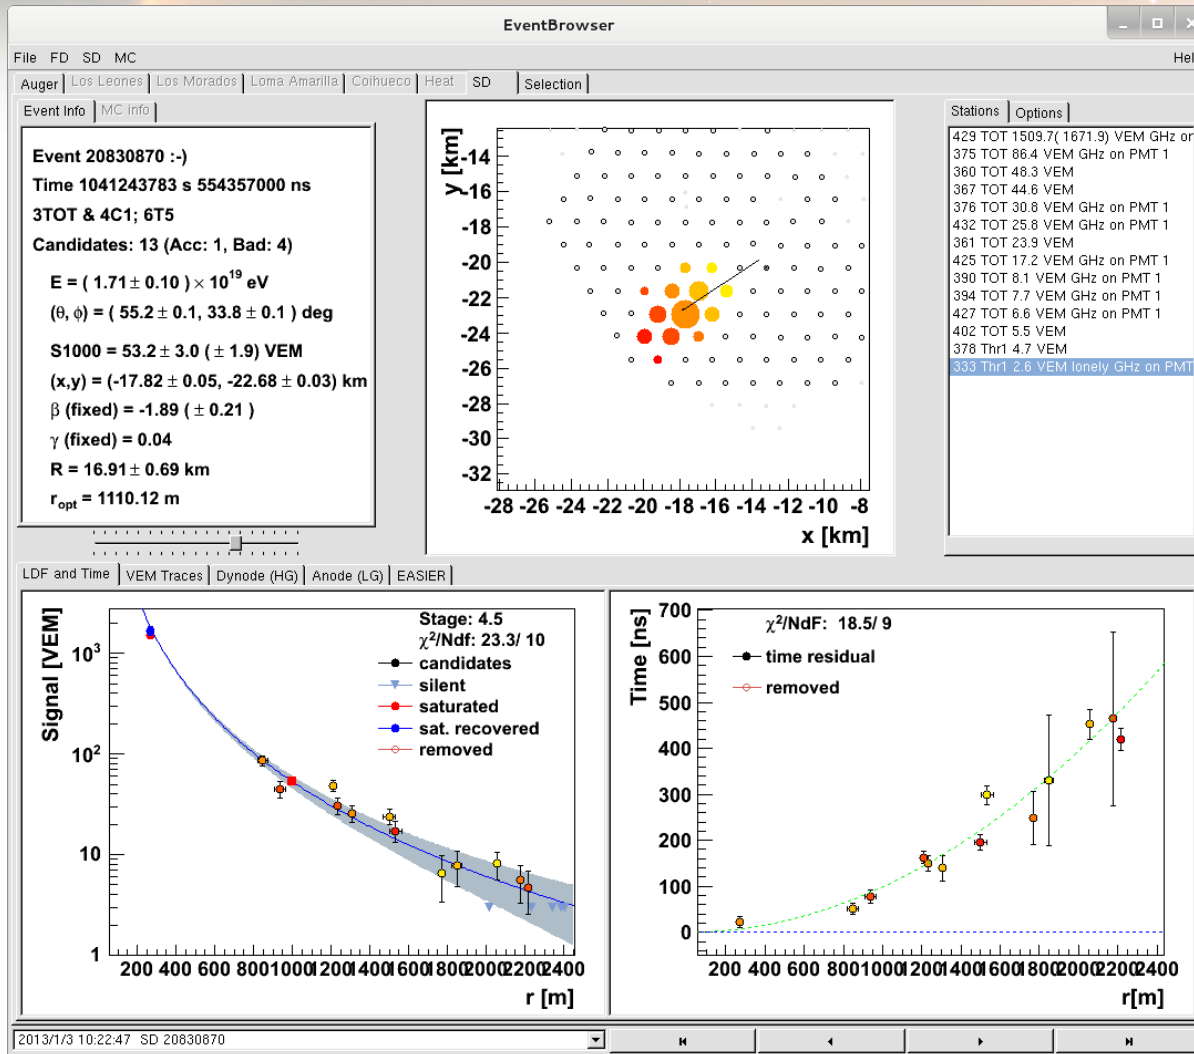 EventBrowser
File FD SD MC Hel
Auger Los Leones Los Morados Loma Amarilla Coihueco Heat SD Selection
Event Info MC info
Event 20830870 :-)
Time 1041243783 s 554357000 ns
3TOT & 4C1; 6T5
Candidates: 13 (Acc: 1, Bad: 4)
E = ( 1.71 ± 0.10 ) × 10^19 eV
(θ, ϕ) = ( 55.2 ± 0.1, 33.8 ± 0.1 ) deg
S1000 = 53.2 ± 3.0 ( ± 1.9) VEM
(x,y) = (-17.82 ± 0.05, -22.68 ± 0.03) km
β (fixed) = -1.89 ( ± 0.21 )
γ (fixed) = 0.04
R = 16.91 ± 0.69 km
r_opt = 1110.12 m
y [km]
-14
-16
-18
-20
-22
-24
-26
-28
-30
-32
-28 -26 -24 -22 -20 -18 -16 -14 -12 -10 -8
x [km]
Stations Options
429 TOT 1509.7( 1671.9) VEM GHz on
375 TOT 86.4 VEM GHz on PMT 1
360 TOT 48.3 VEM
367 TOT 44.6 VEM
376 TOT 30.8 VEM GHz on PMT 1
432 TOT 25.8 VEM GHz on PMT 1
361 TOT 23.9 VEM
425 TOT 17.2 VEM GHz on PMT 1
390 TOT 8.1 VEM GHz on PMT 1
394 TOT 7.7 VEM GHz on PMT 1
427 TOT 6.6 VEM GHz on PMT 1
402 TOT 5.5 VEM
378 Thr1 4.7 VEM
333 Thr1 2.6 VEM lonely GHz on PMT
LDF and Time VEM Traces Dynode (HG) Anode (LG) EASIER
Signal [VEM]
10^3
10^2
10
1
Stage: 4.5
χ²/Ndf: 23.3/ 10
candidates
silent
saturated
sat. recovered
removed
200 400 600 800 1000 1200 1400 1600 1800 2000 2200 2400
r [m]
Time [ns]
700
600
500
400
300
200
100
0
χ²/NdF: 18.5/ 9
time residual
removed
200 400 600 800 1000 1200 1400 1600 1800 2000 2200 2400
r[m]
2013/1/3 10:22:47 SD 20830870